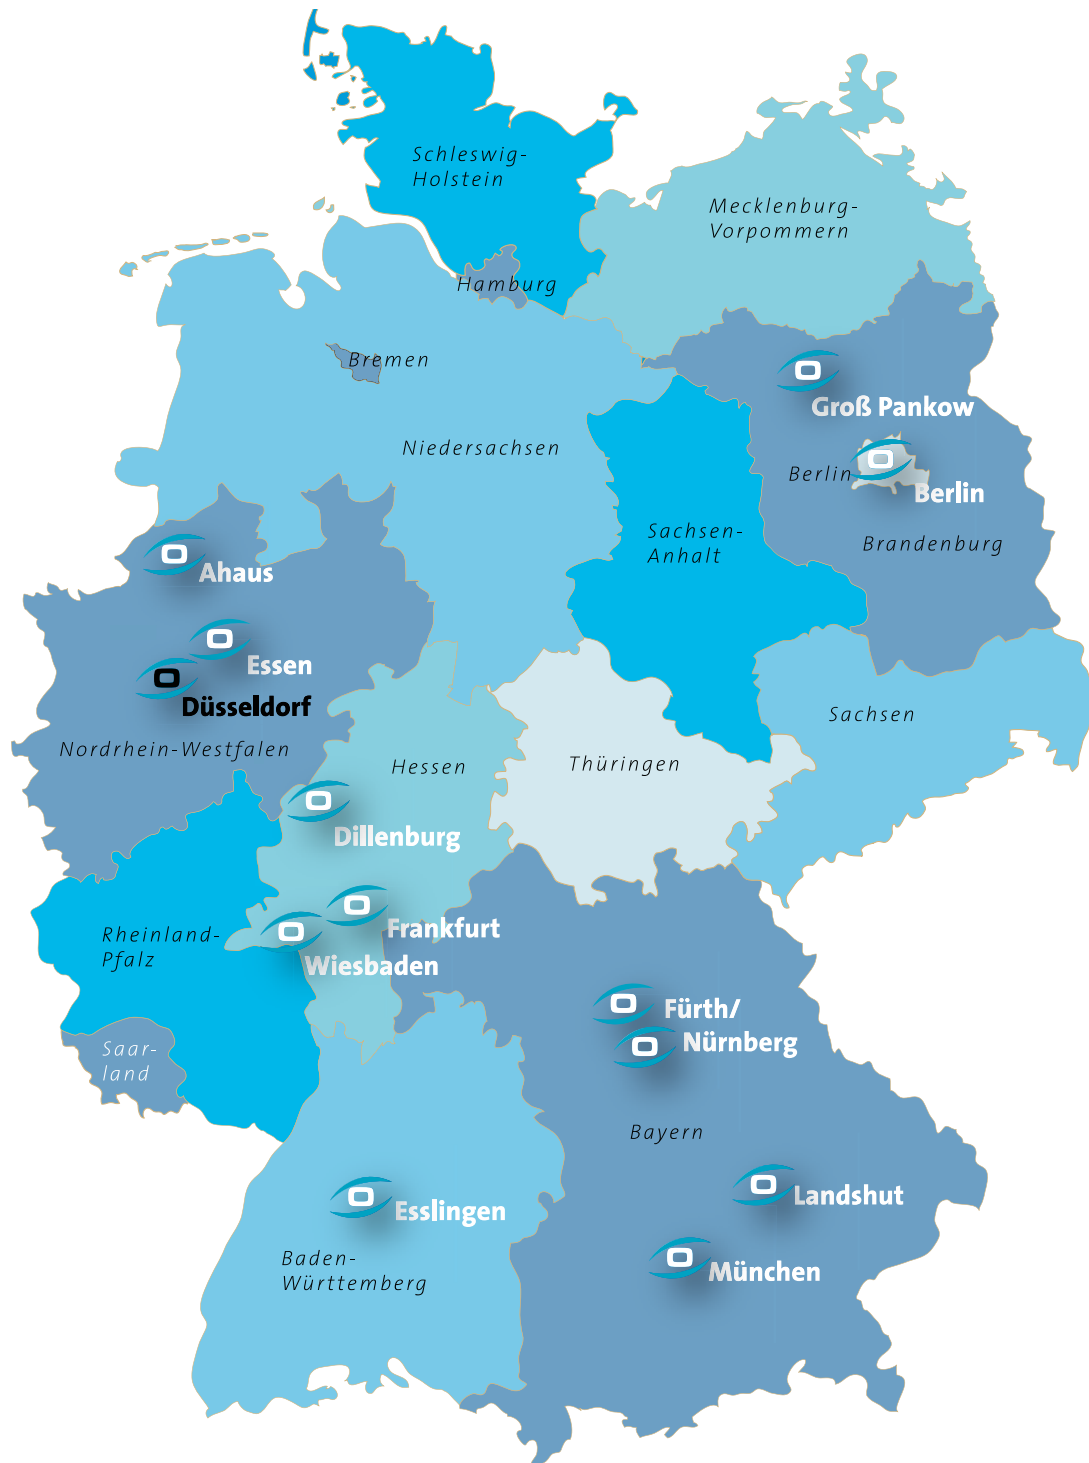 Schleswig-
Holstein
Mecklenburg-
Vorpommern
Hamburg
Bremen
Groß Pankow
Niedersachsen
Berlin
Berlin
Sachsen-
Anhalt
Brandenburg
Ahaus
Essen
Düsseldorf
Nordrhein-Westfalen
Hessen
Thüringen
Sachsen
Dillenburg
Frankfurt
Rheinland-
Pfalz
Wiesbaden
Fürth/
Nürnberg
Saar-
land
Bayern
Landshut
Esslingen
Baden-
Württemberg
München